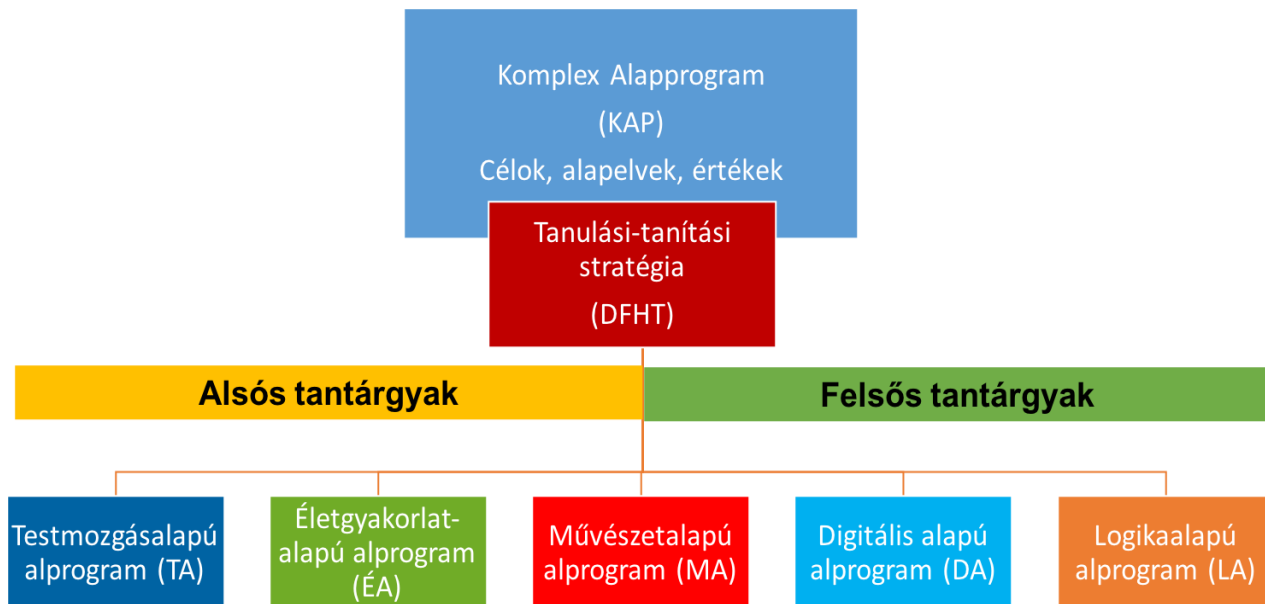 Komplex Alapprogram
(KAP)
Célok, alapelvek, értékek
Tanulási-tanítási
stratégia
(DFHT)
Alsós tantárgyak
Felsős tantárgyak
Testmozgásalapú
alprogram (TA)
Életgyakorlat-
alapú alprogram
(ÉA)
Művészetalapú
alprogram (MA)
Digitális alapú
alprogram (DA)
Logikaalapú
alprogram (LA)